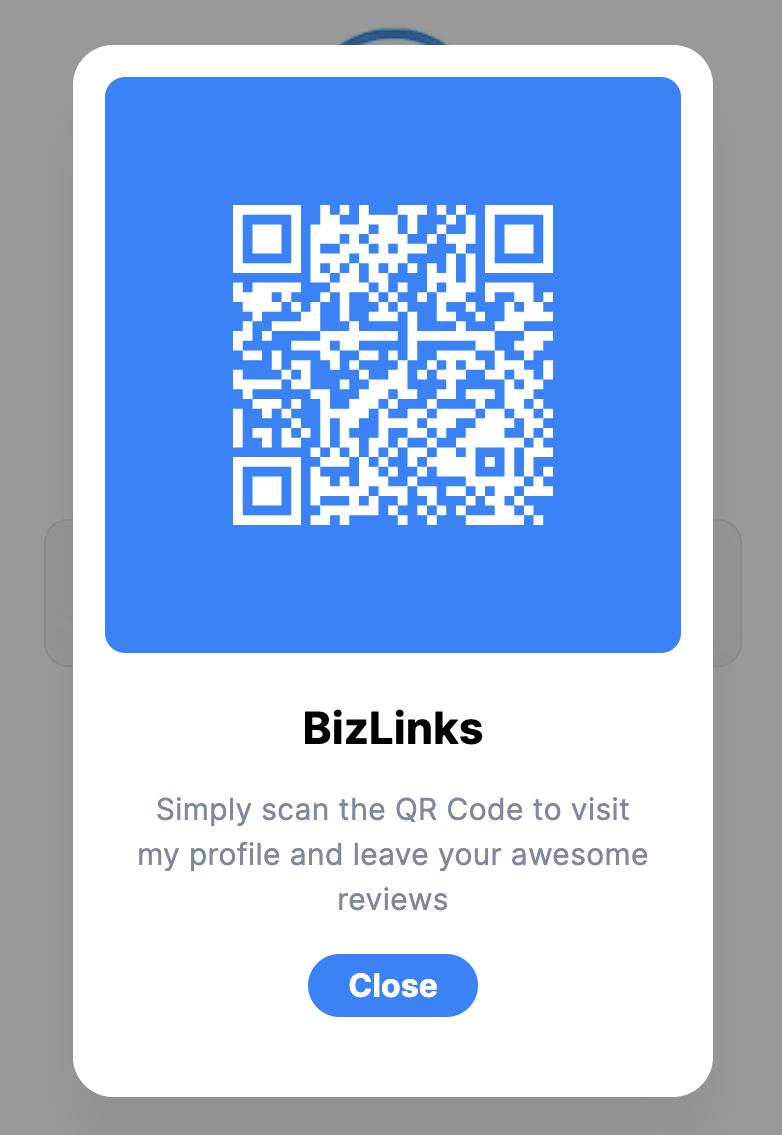 BizLinks
Simply scan the QR Code to visit
my profile and leave your awesome
reviews
Close